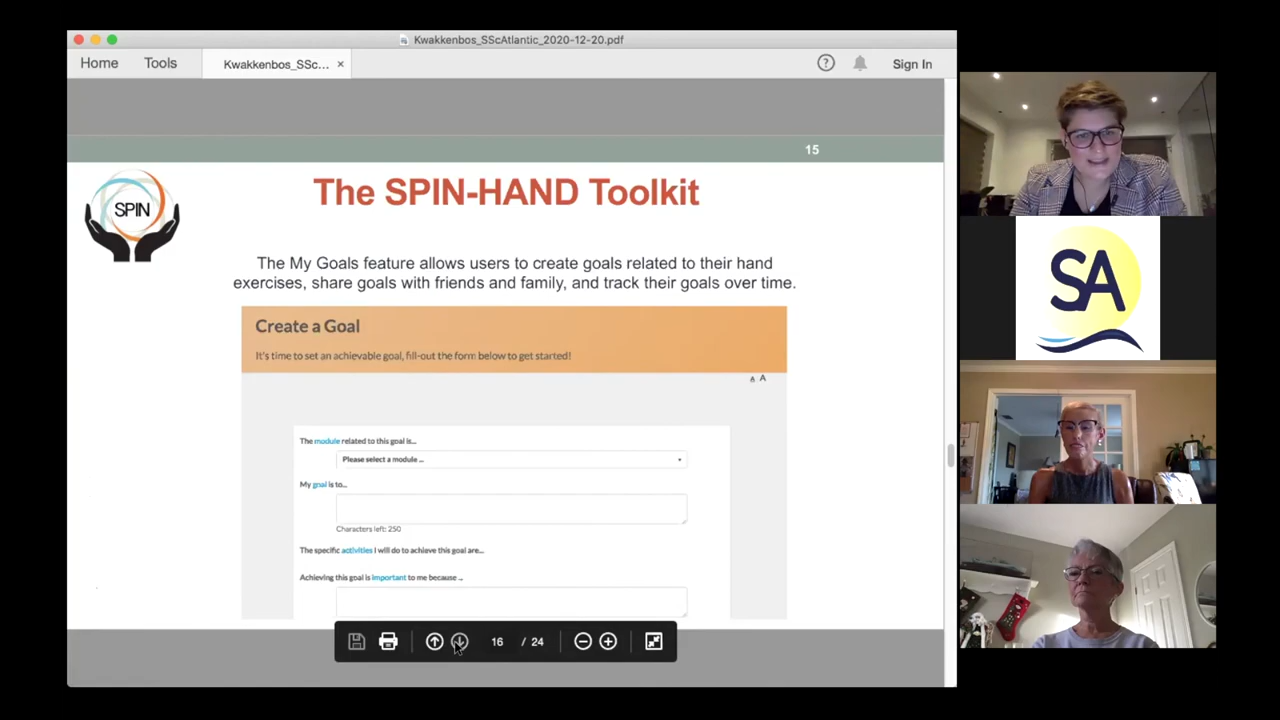 Kwakkenbos_SScAtlantic_2020-12-20.pdf
Home
Tools
Kwakkenbos_SSc... ×
? 
Sign In
15
SPIN
The SPIN-HAND Toolkit
The My Goals feature allows users to create goals related to their hand
exercises, share goals with friends and family, and track their goals over time.
Create a Goal
It's time to set an achievable goal, fill-out the form below to get started!
A A
The module related to this goal is...
Please select a module ...
My goal is to...
Characters left: 250
The specific activities I will do to achieve this goal are...
Achieving this goal is important to me because ...
16 / 24
SA